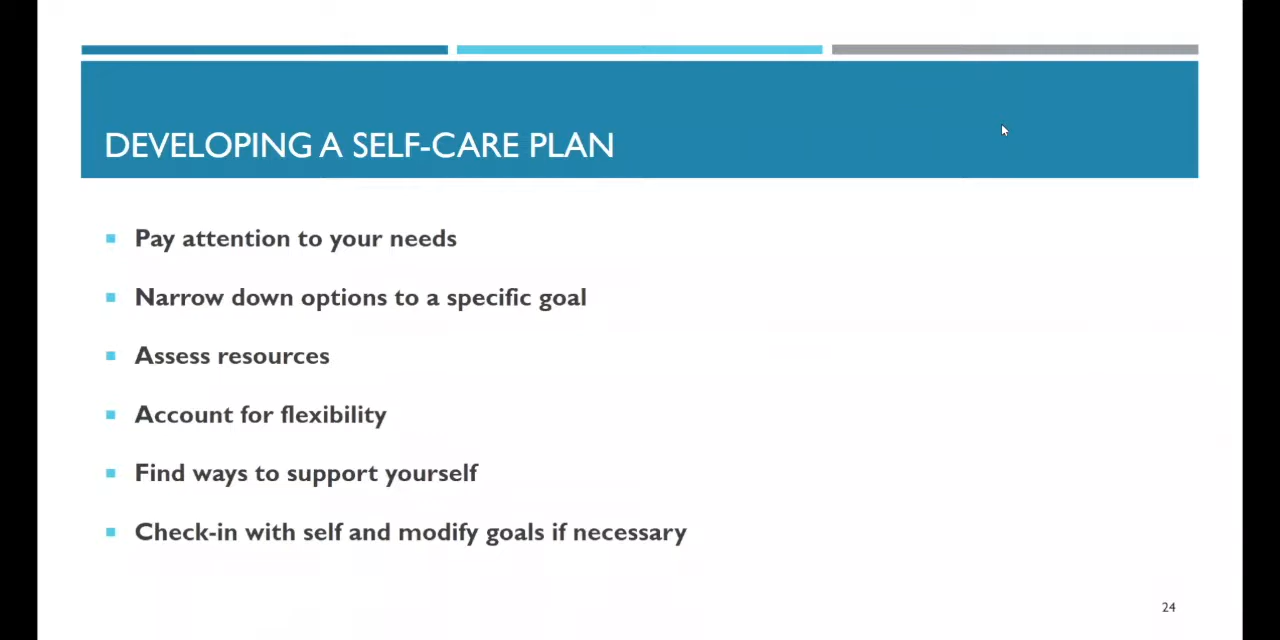 DEVELOPING A SELF-CARE PLAN
Pay attention to your needs
Narrow down options to a specific goal
Assess resources
Account for flexibility
Find ways to support yourself
Check-in with self and modify goals if necessary
24